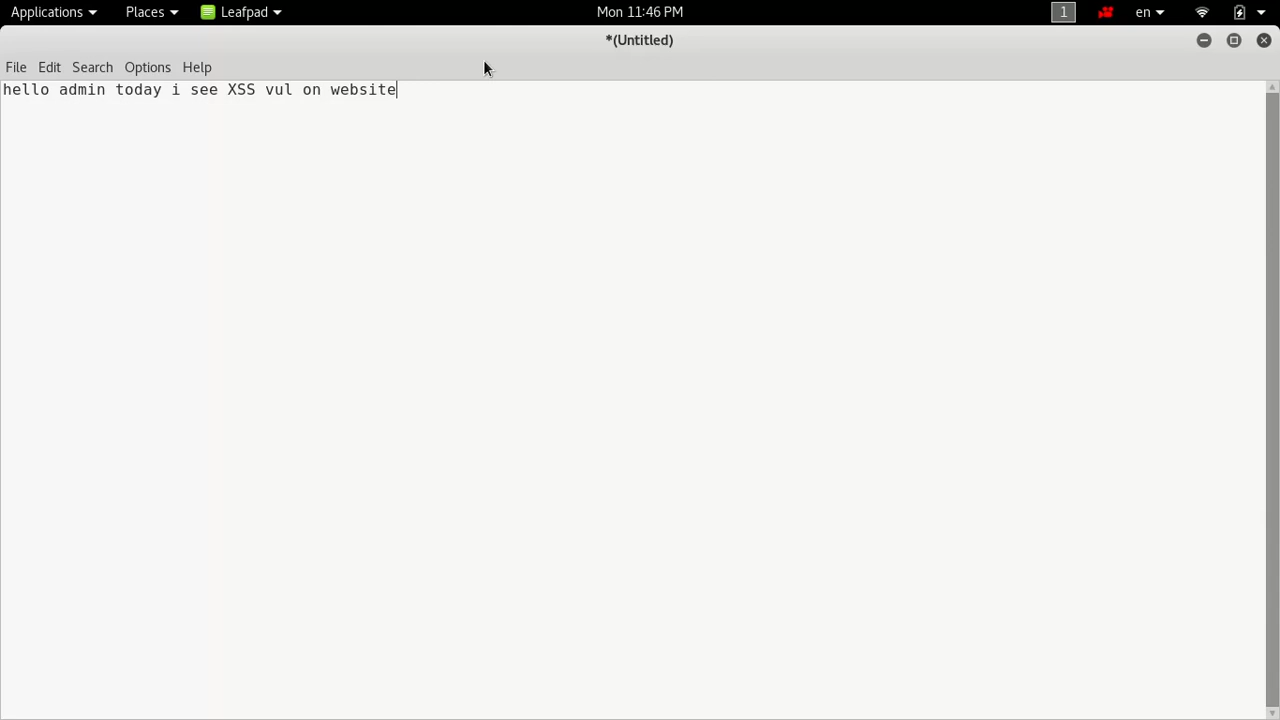 Applications Places Leafpad Mon 11:46 PM 1 en
*(Untitled)
File Edit Search Options Help
hello admin today i see XSS vul on website